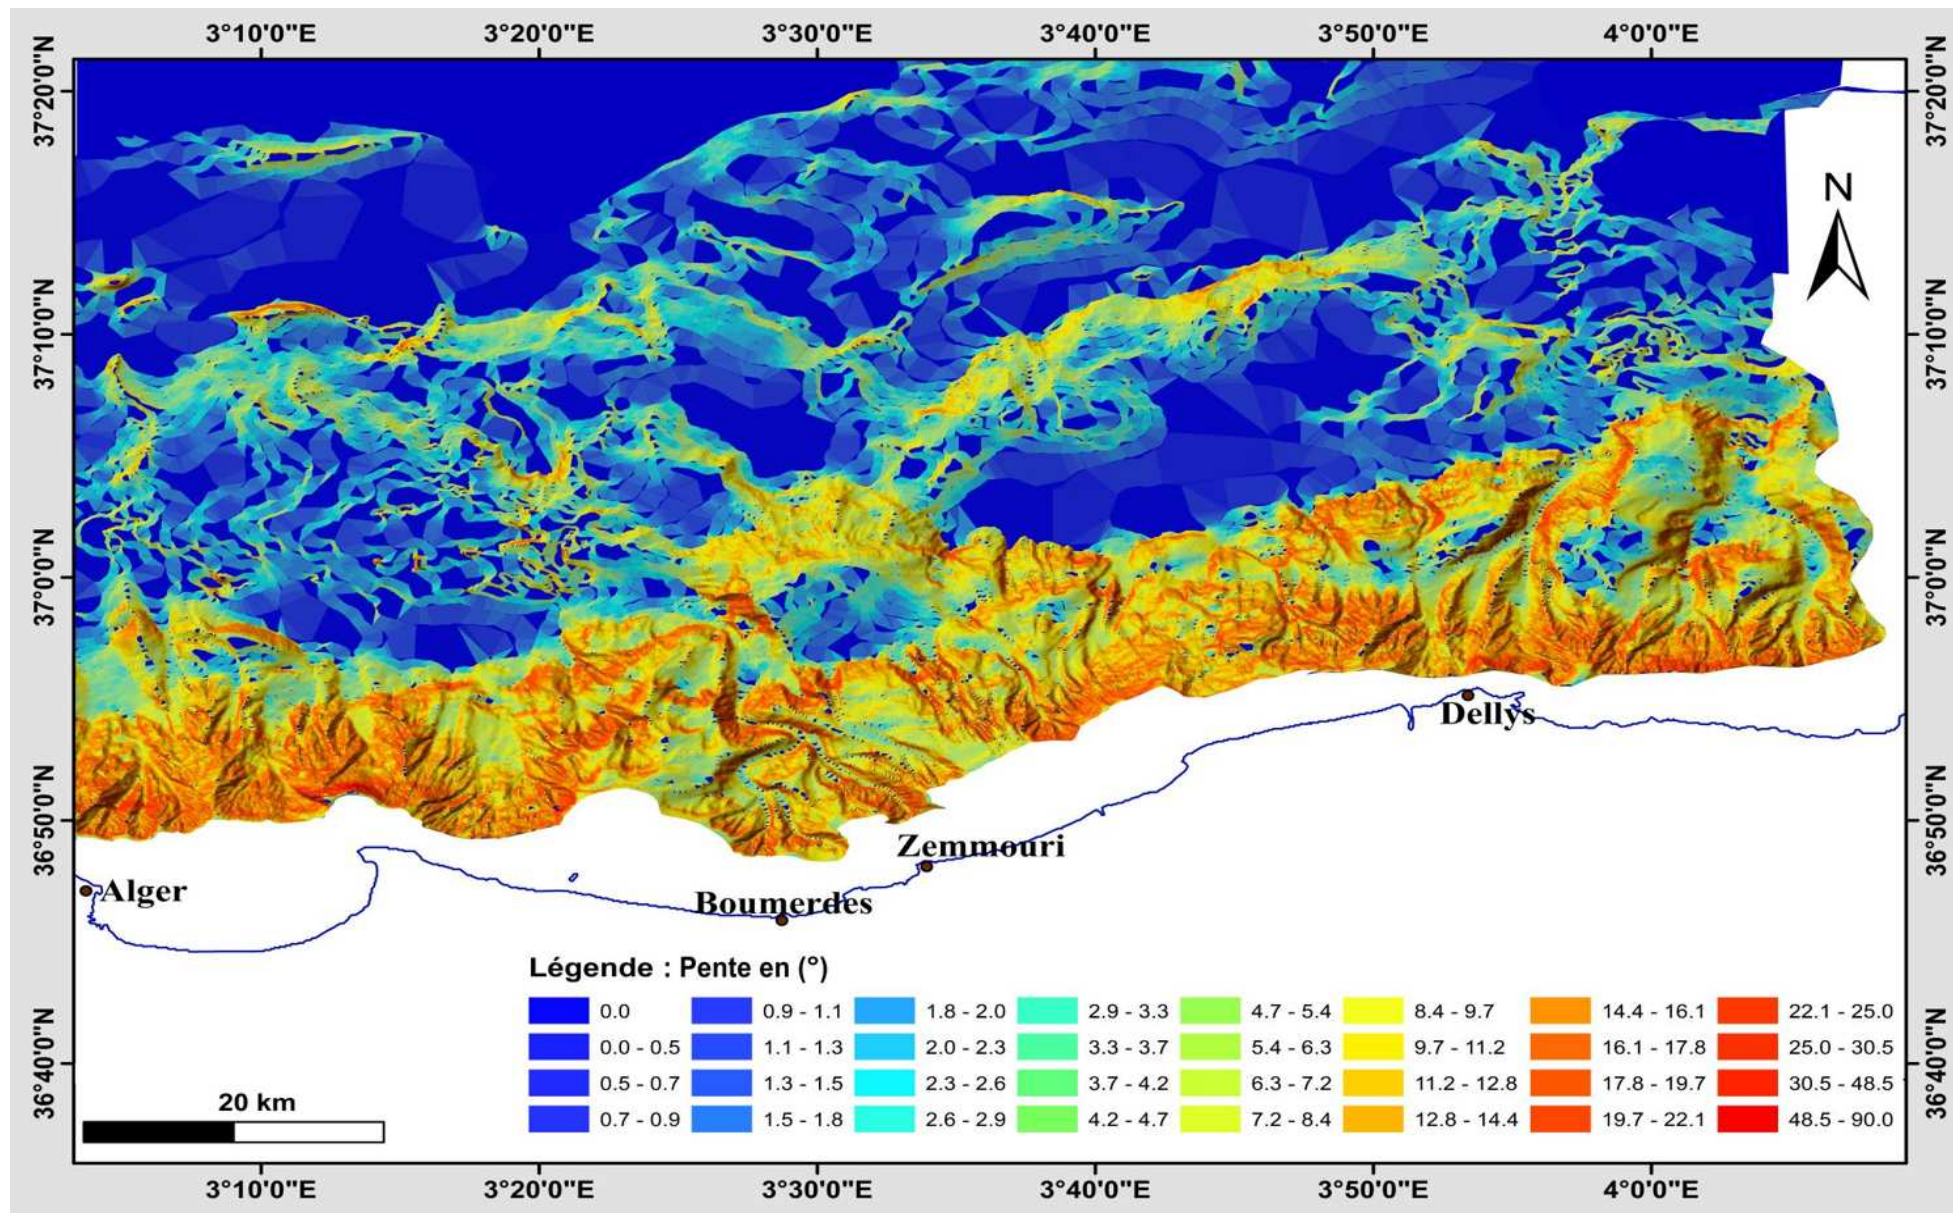 3°10'0"E 3°20'0"E 3°30'0"E 3°40'0"E 3°50'0"E 4°0'0"E
37°20'0"N 37°20'0"N
N
37°10'0"N 37°10'0"N
37°0'0"N 37°0'0"N
Dellys
36°50'0"N 36°50'0"N
Zemmouri
Alger
Boumerdes
Légende : Pente en (°)
0.0 0.9 - 1.1 1.8 - 2.0 2.9 - 3.3 4.7 - 5.4 8.4 - 9.7 14.4 - 16.1 22.1 - 25.0
0.0 - 0.5 1.1 - 1.3 2.0 - 2.3 3.3 - 3.7 5.4 - 6.3 9.7 - 11.2 16.1 - 17.8 25.0 - 30.5
0.5 - 0.7 1.3 - 1.5 2.3 - 2.6 3.7 - 4.2 6.3 - 7.2 11.2 - 12.8 17.8 - 19.7 30.5 - 48.5
0.7 - 0.9 1.5 - 1.8 2.6 - 2.9 4.2 - 4.7 7.2 - 8.4 12.8 - 14.4 19.7 - 22.1 48.5 - 90.0
36°40'0"N 36°40'0"N
20 km
3°10'0"E 3°20'0"E 3°30'0"E 3°40'0"E 3°50'0"E 4°0'0"E